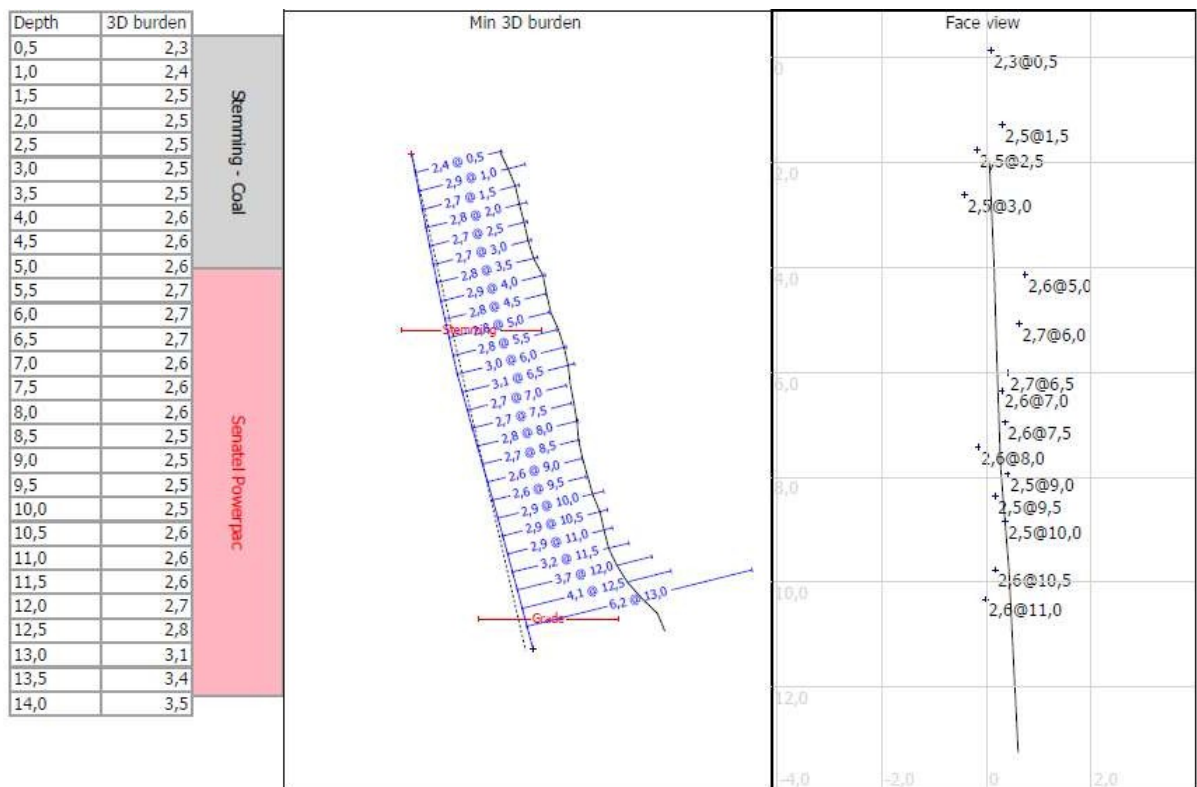 Depth 3D burden
0,5 2,3
1,0 2,4
1,5 2,5
2,0 2,5
2,5 2,5
3,0 2,5
3,5 2,5
4,0 2,6
4,5 2,6
5,0 2,6
5,5 2,7
6,0 2,7
6,5 2,7
7,0 2,6
7,5 2,6
8,0 2,6
8,5 2,5
9,0 2,5
9,5 2,5
10,0 2,5
10,5 2,6
11,0 2,6
11,5 2,6
12,0 2,7
12,5 2,8
13,0 3,1
13,5 3,4
14,0 3,5
Stemming - Coal
Senatel Powerpac
Min 3D burden
2,4 @ 0,5
2,9 @ 1,0
2,7 @ 1,5
2,8 @ 2,0
2,7 @ 2,5
2,7 @ 3,0
2,8 @ 3,5
2,9 @ 4,0
2,8 @ 4,5
Stemming
2,8 @ 5,0
2,8 @ 5,5
3,0 @ 6,0
3,1 @ 6,5
2,7 @ 7,0
2,7 @ 7,5
2,8 @ 8,0
2,7 @ 8,5
2,6 @ 9,0
2,6 @ 9,5
2,9 @ 10,0
2,9 @ 10,5
2,9 @ 11,0
3,2 @ 11,5
3,7 @ 12,0
4,1 @ 12,5
6,2 @ 13,0
Grade
Face view
2,3@0,5
0
2,5@1,5
2,5@2,5
2,0
2,5@3,0
4,0
2,6@5,0
2,7@6,0
6,0
2,7@6,5
2,6@7,0
2,6@7,5
2,6@8,0
8,0
2,5@9,0
2,5@9,5
2,5@10,0
10,0
2,6@10,5
2,6@11,0
12,0
-4,0 -2,0 0 2,0